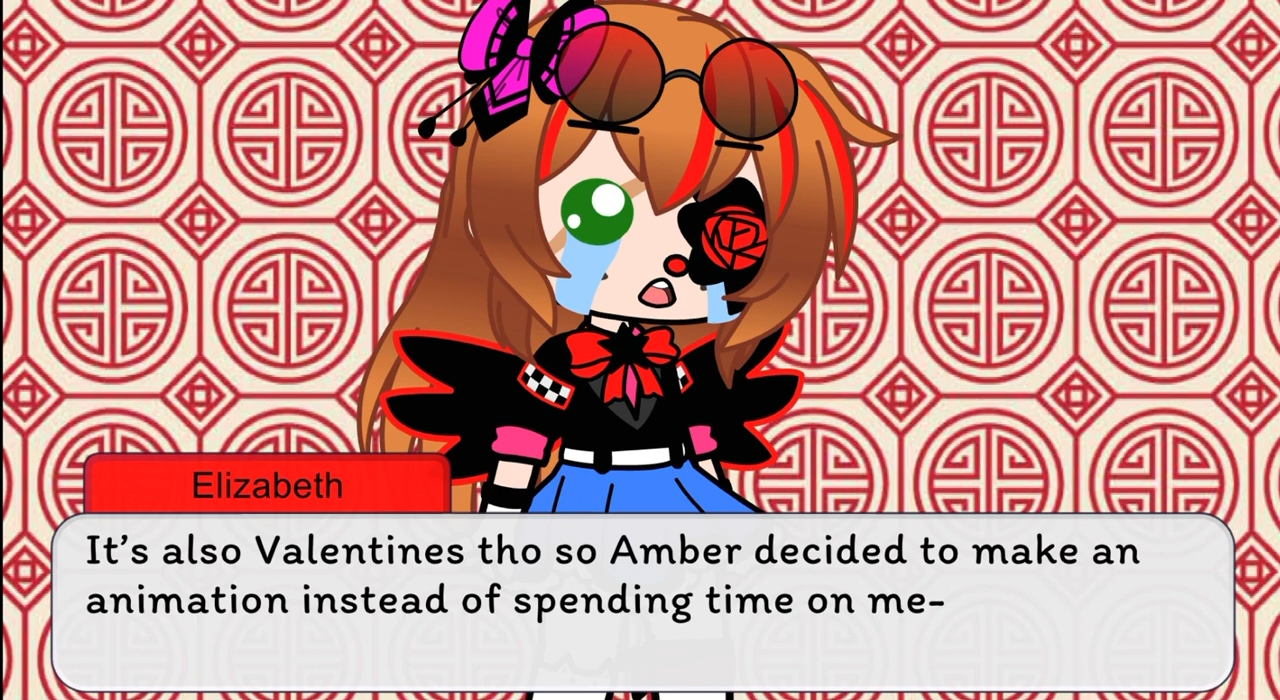 Elizabeth
It’s also Valentines tho so Amber decided to make an
animation instead of spending time on me-